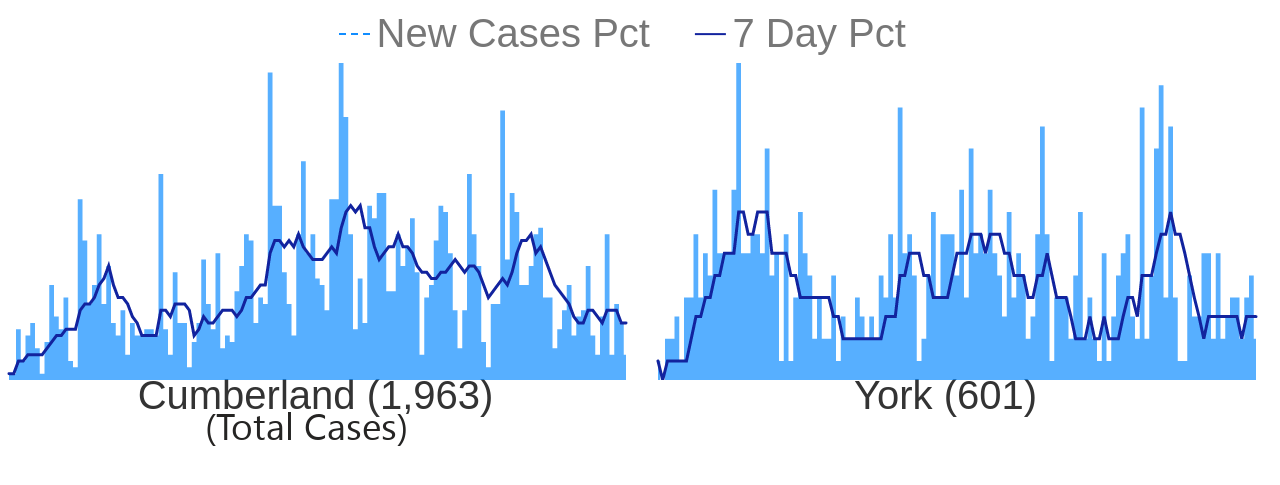 New Cases Pct 7 Day Pct
Cumberland (1,963) York (601)
(Total Cases)